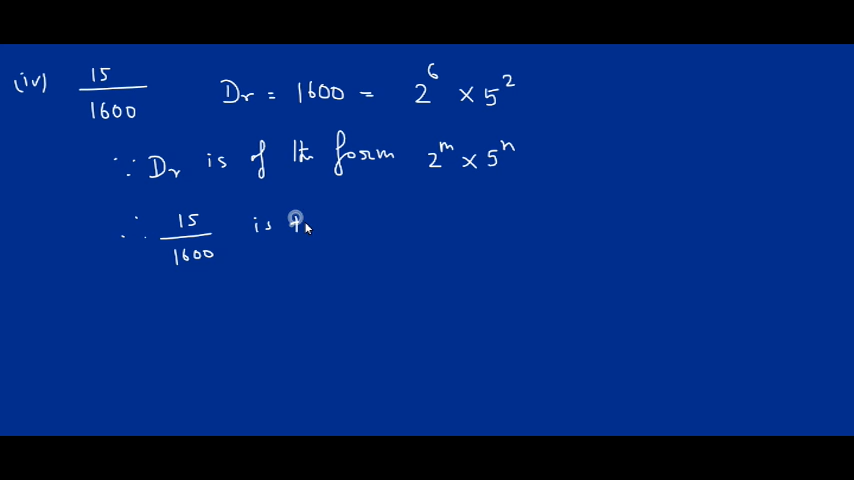 (iv) 15/1600 Dr = 1600 = 2^6 × 5^2
∵ Dr is of the form 2^m × 5^n
∴ 15/1600 is t